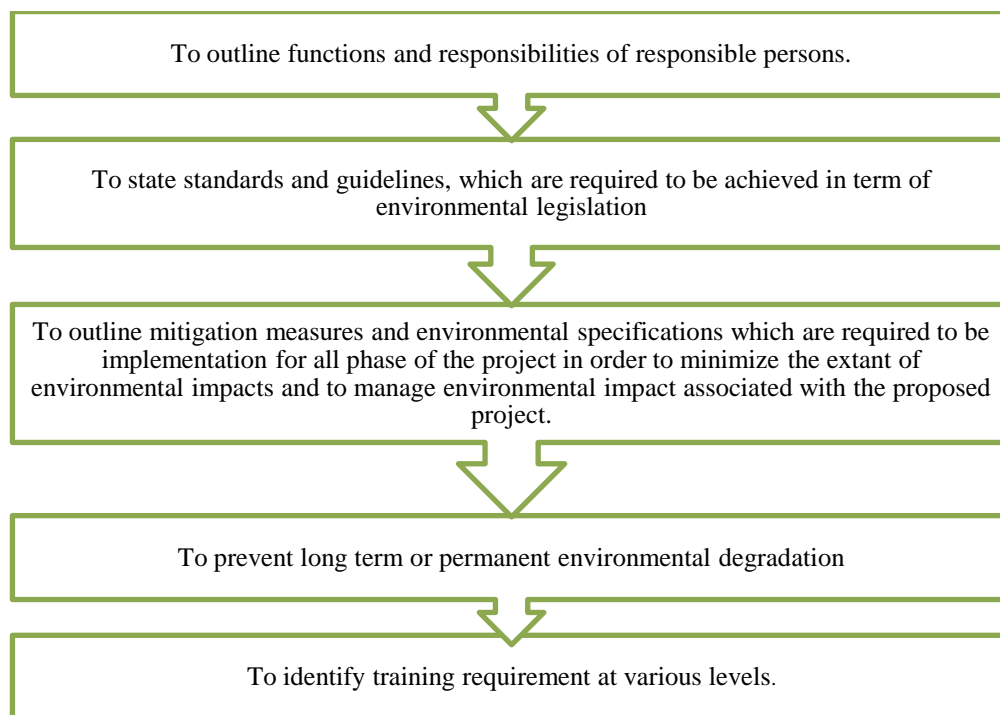 To outline functions and responsibilities of responsible persons.
To state standards and guidelines, which are required to be achieved in term of
environmental legislation
To outline mitigation measures and environmental specifications which are required to be
implementation for all phase of the project in order to minimize the extant of
environmental impacts and to manage environmental impact associated with the proposed
project.
To prevent long term or permanent environmental degradation
To identify training requirement at various levels.